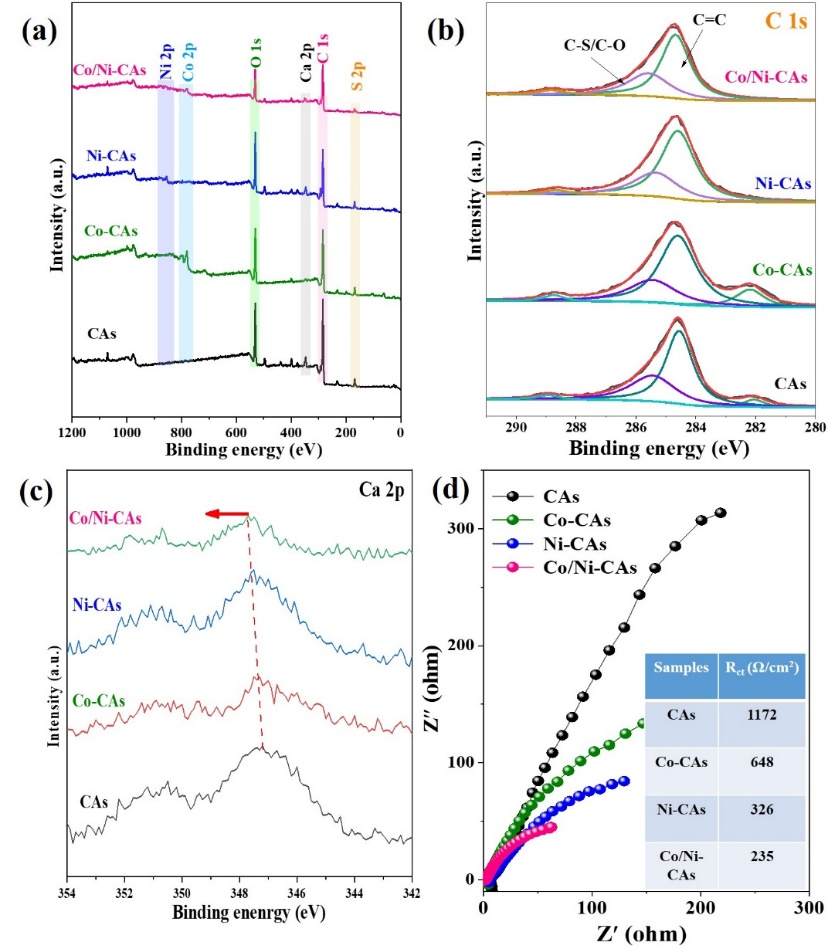 (a)
Ni 2p
Co 2p
O 1s
Ca 2p
C 1s
S 2p
Co/Ni-CAs
Ni-CAs
Co-CAs
CAs
Intensity (a.u.)
1200 1000 800 600 400 200 0
Binding energy (eV)
(b)
C 1s
C-S/C-O
C=C
Co/Ni-CAs
Ni-CAs
Co-CAs
CAs
Intensity (a.u.)
290 288 286 284 282 280
Binding energy (eV)
(c)
Ca 2p
Co/Ni-CAs
Ni-CAs
Co-CAs
CAs
Intensity (a.u.)
354 352 350 348 346 344 342
Binding enenrgy (eV)
(d)
CAs
Co-CAs
Ni-CAs
Co/Ni-CAs
Z″ (ohm)
300
200
100
0
Samples Rct (Ω/cm²)
CAs 1172
Co-CAs 648
Ni-CAs 326
Co/Ni- 235
CAs
0 100 200 300
Z′ (ohm)